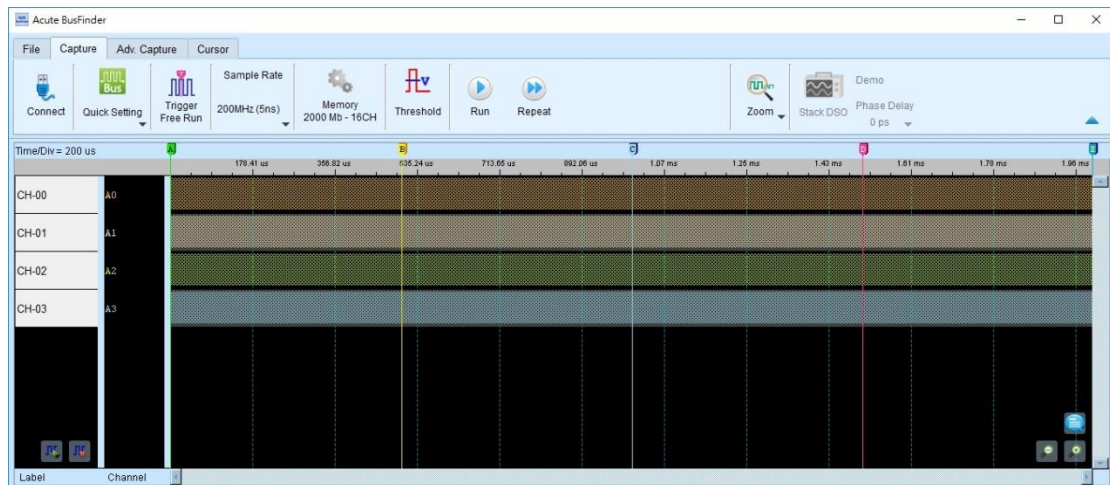 Acute BusFinder
File Capture Adv. Capture Cursor
Connect
Bus
Quick Setting
Trigger
Free Run
Sample Rate
200MHz (5ns)
Memory
2000 Mb - 16CH
Threshold
Run
Repeat
Zoom
Stack DSO
Demo
Phase Delay
0 ps
Time/Div = 200 us
A B C D
178.41 us 356.82 us 535.24 us 713.65 us 892.06 us 1.07 ms 1.25 ms 1.43 ms 1.61 ms 1.78 ms 1.96 ms
CH-00 A0
CH-01 A1
CH-02 A2
CH-03 A3
Label Channel